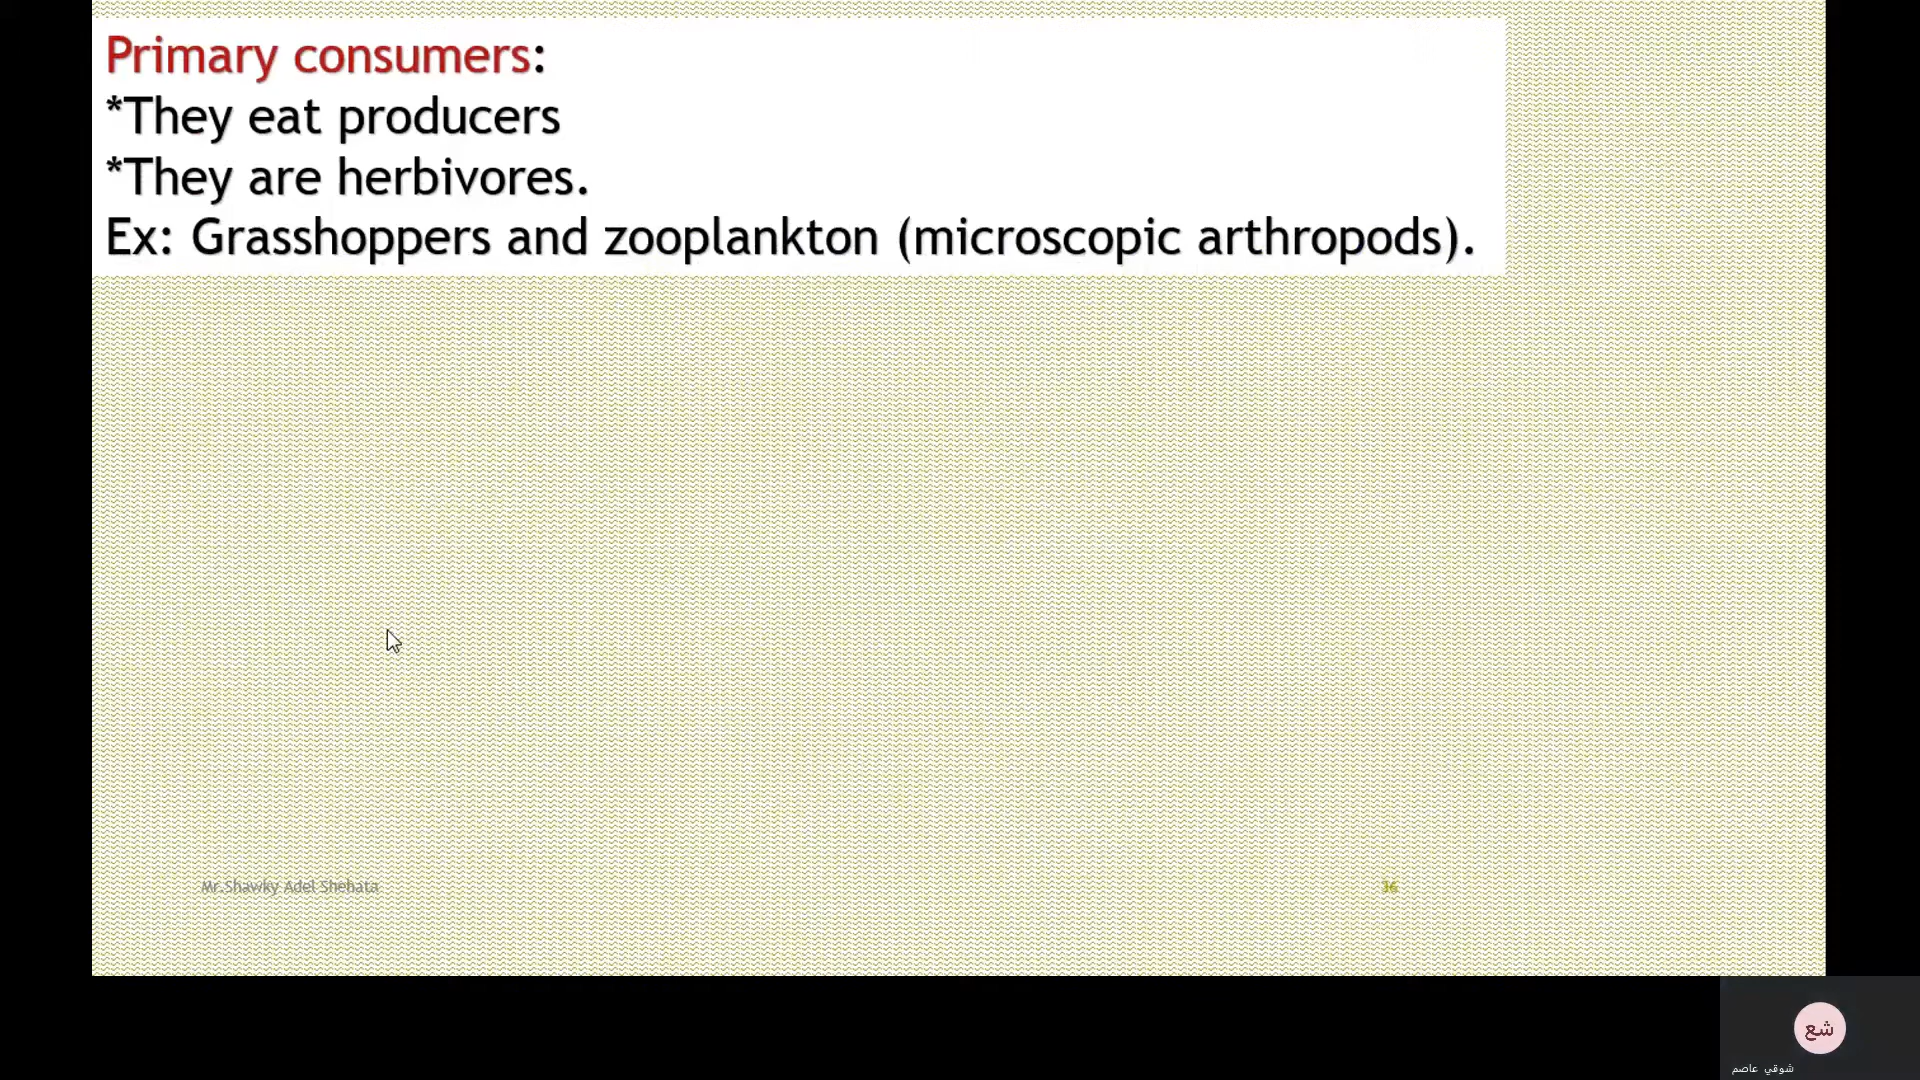 Primary consumers:
*They eat producers
*They are herbivores.
Ex: Grasshoppers and zooplankton (microscopic arthropods).
Mr.Shawky Adel Shehata
36
شع
شوقي عاصم